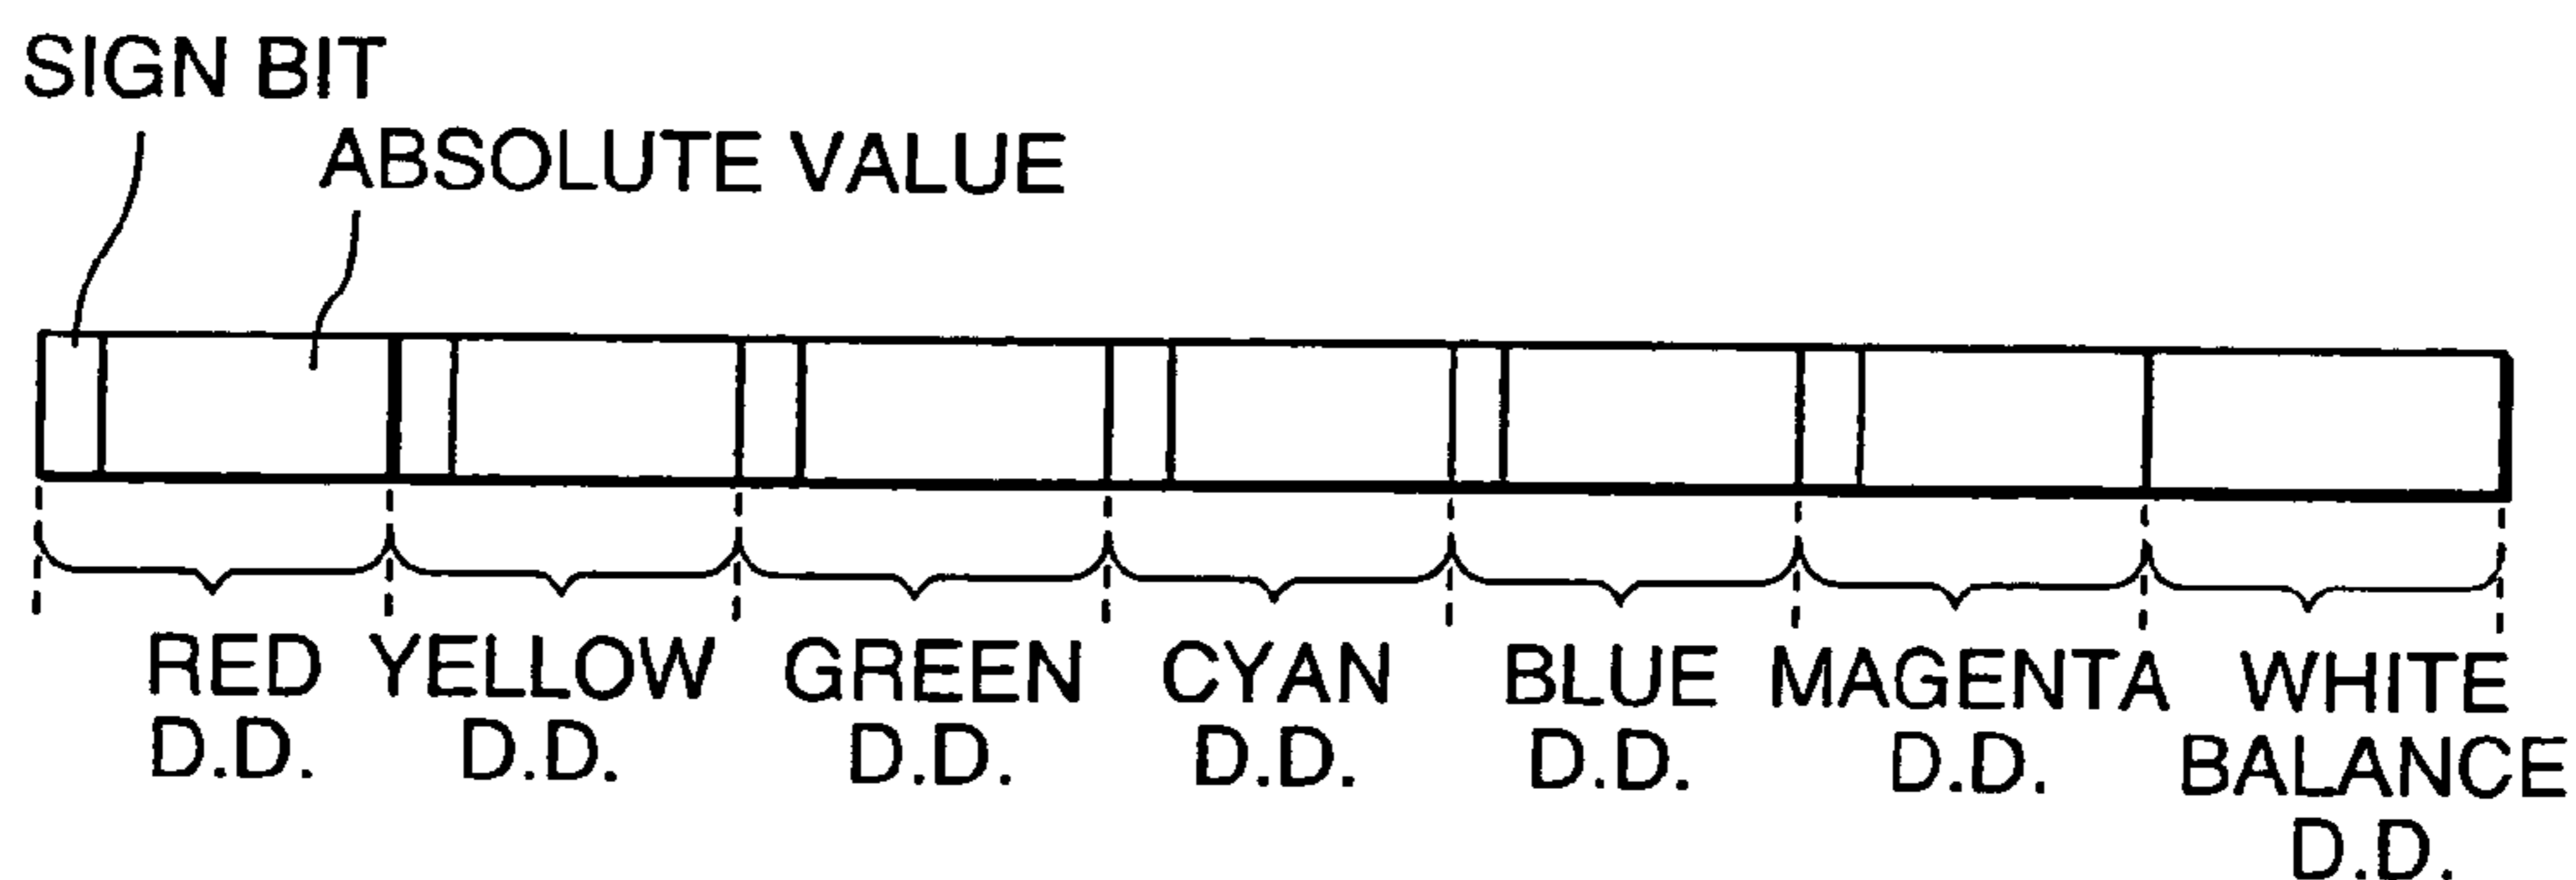 SIGN BIT
ABSOLUTE VALUE
RED YELLOW GREEN CYAN BLUE MAGENTA WHITE
D.D. D.D. D.D. D.D. D.D. D.D. BALANCE
D.D.